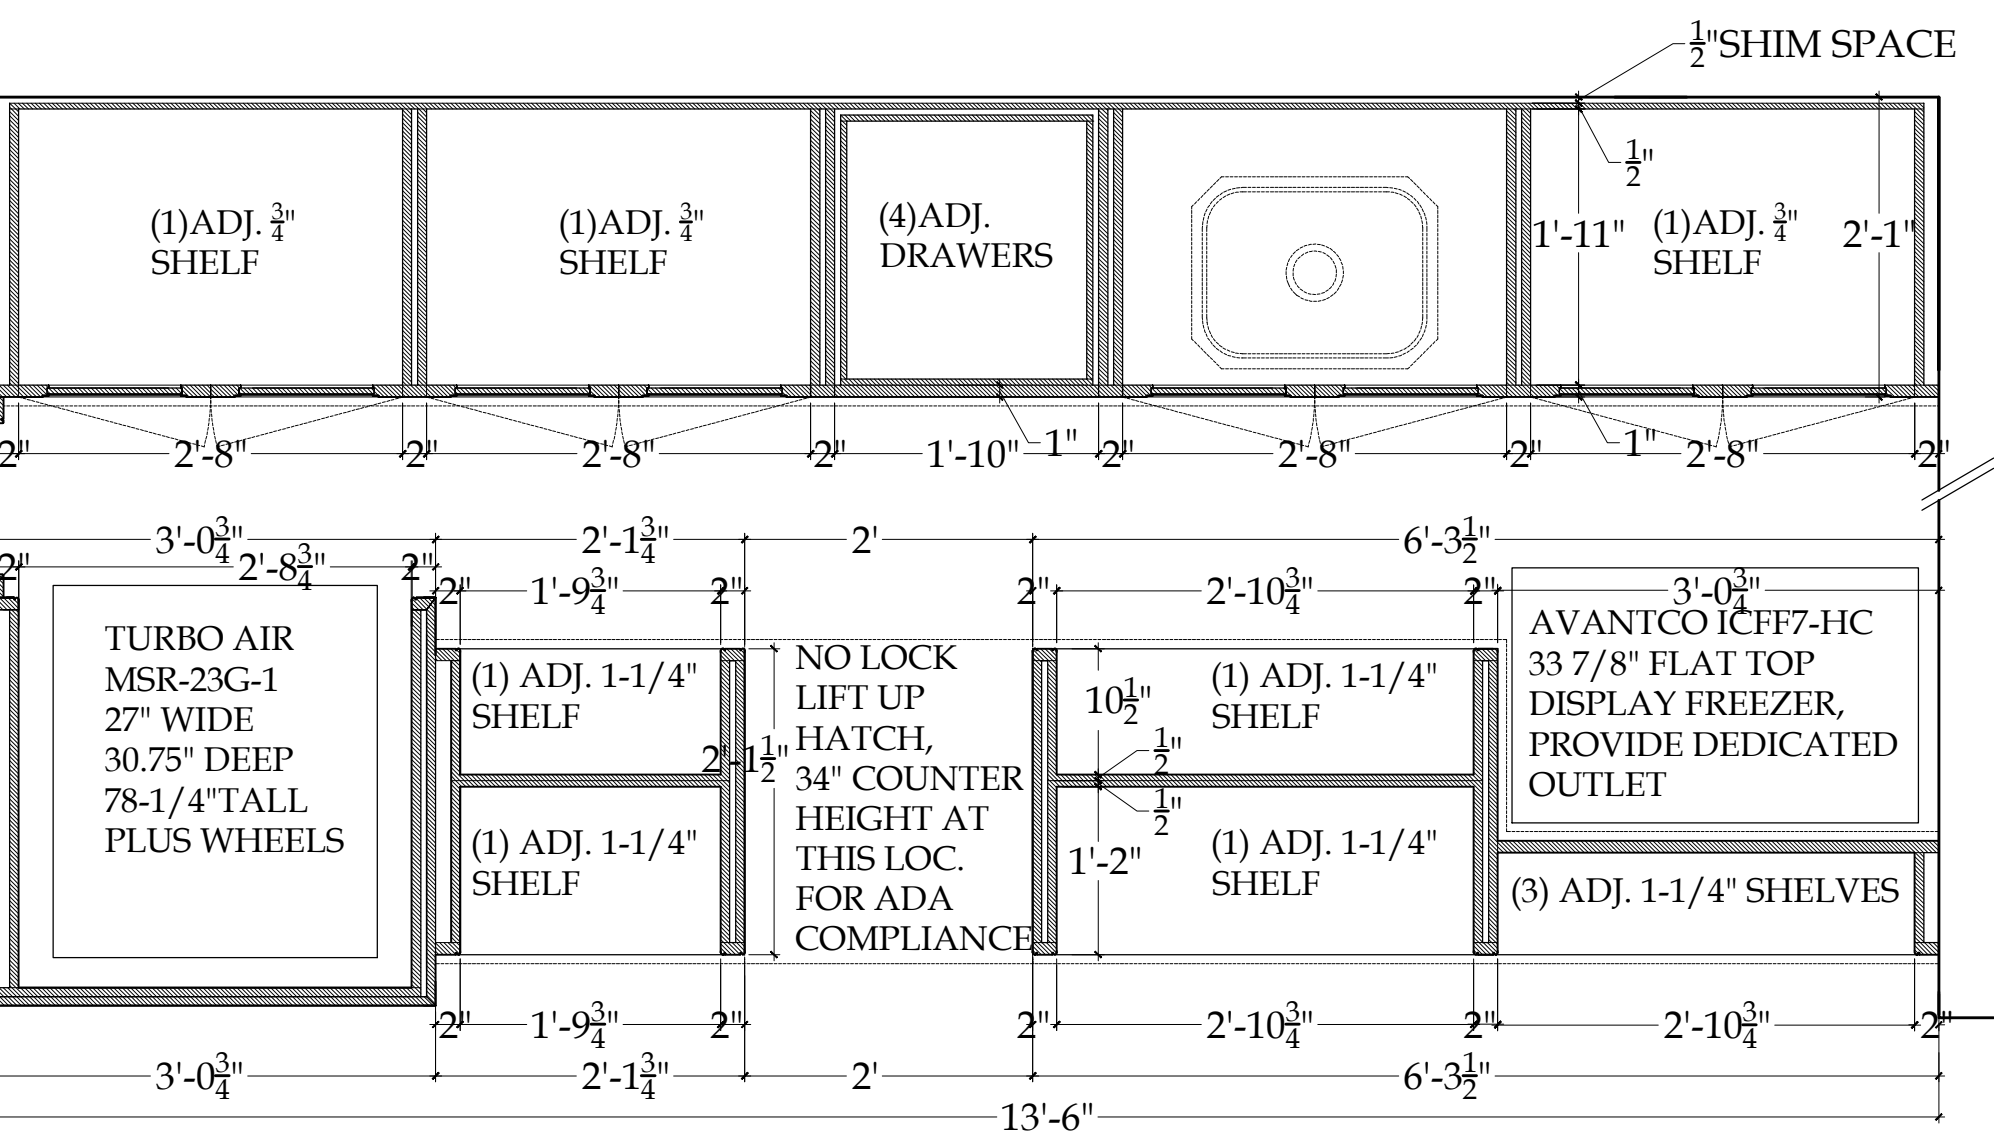 ½"SHIM SPACE
½"
(1)ADJ. ¾"
SHELF
(1)ADJ. ¾"
SHELF
(4)ADJ.
DRAWERS
1'-11"
(1)ADJ. ¾"
SHELF
2'-1"
2" 2'-8" 2" 2'-8" 2" 1'-10" 1" 2" 2'-8" 2" 1" 2'-8" 2"
3'-0¾" 2'-1¾" 2' 6'-3½"
2" 2'-8¾" 2"
2" 1'-9¾" 2" 2" 2'-10¾" 2" 3'-0¾"
TURBO AIR
MSR-23G-1
27" WIDE
30.75" DEEP
78-1/4"TALL
PLUS WHEELS
(1) ADJ. 1-1/4"
SHELF
(1) ADJ. 1-1/4"
SHELF
2'-1½"
NO LOCK
LIFT UP
HATCH,
34" COUNTER
HEIGHT AT
THIS LOC.
FOR ADA
COMPLIANCE
10½"
½"
½"
1'-2"
(1) ADJ. 1-1/4"
SHELF
(1) ADJ. 1-1/4"
SHELF
AVANTCO ICFF7-HC
33 7/8" FLAT TOP
DISPLAY FREEZER,
PROVIDE DEDICATED
OUTLET
(3) ADJ. 1-1/4" SHELVES
2" 1'-9¾" 2" 2" 2'-10¾" 2" 2'-10¾" 2"
3'-0¾" 2'-1¾" 2' 6'-3½"
13'-6"